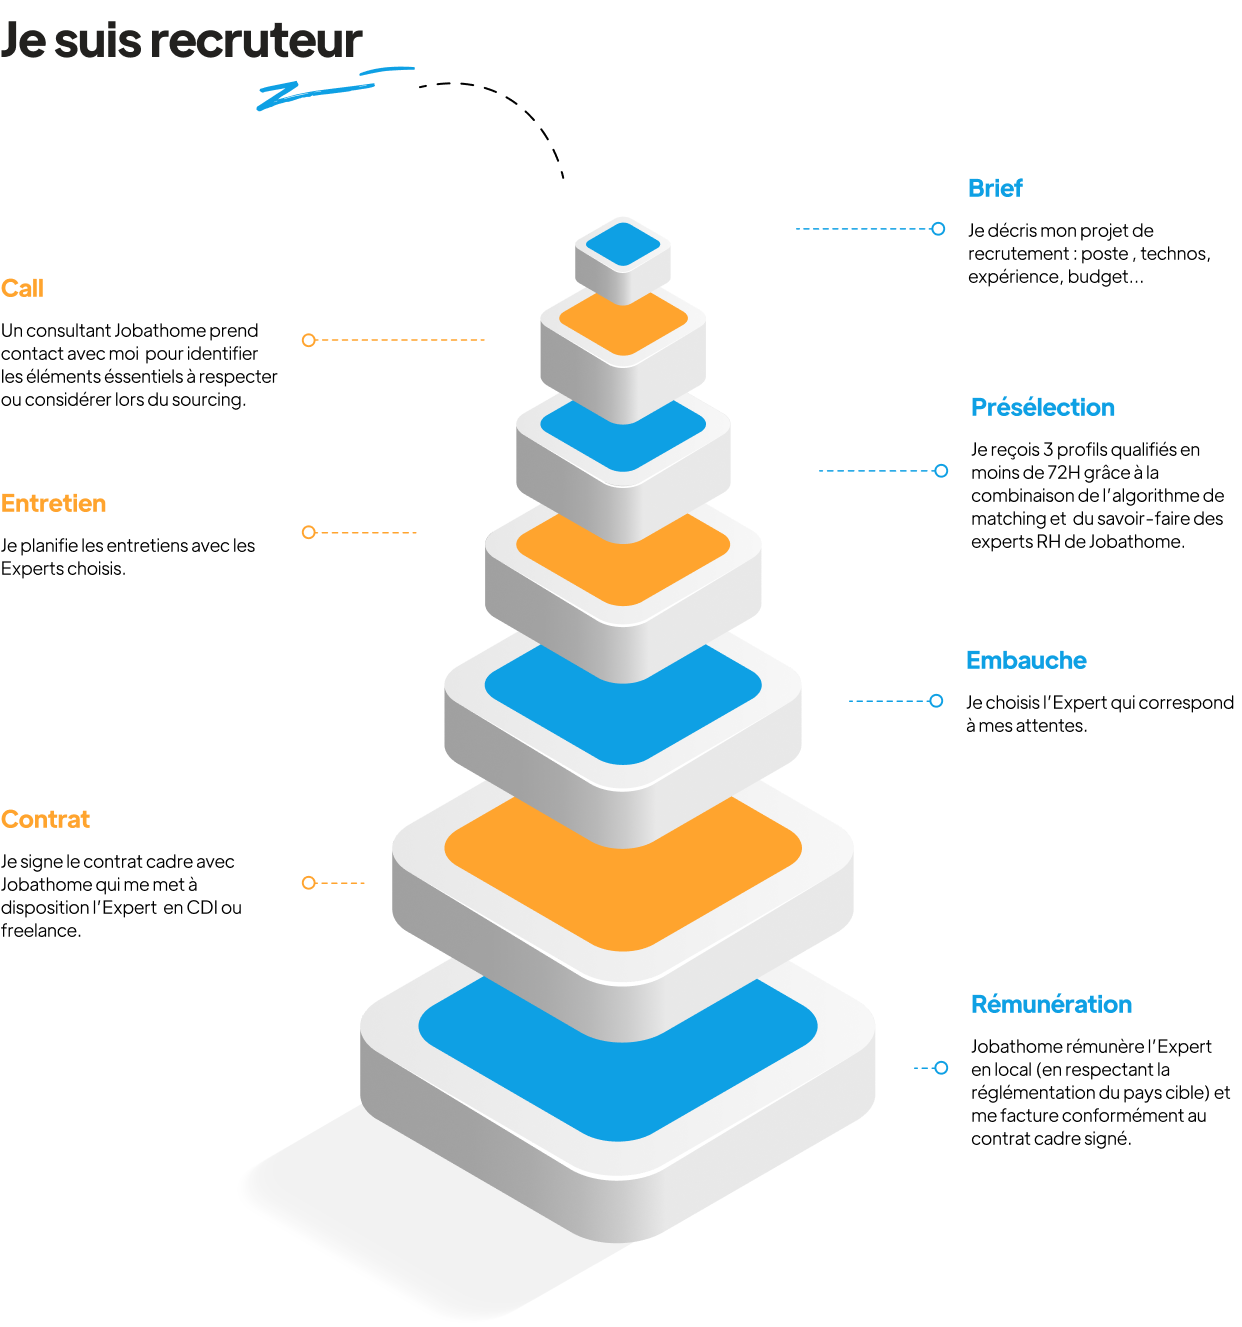 Je suis recruteur
Brief
Je décris mon projet de
recrutement : poste , technos,
expérience, budget...
Call
Un consultant Jobathome prend
contact avec moi pour identifier
les éléments éssentiels à respecter
ou considérer lors du sourcing.
Présélection
Je reçois 3 profils qualifiés en
moins de 72H grâce à la
combinaison de l'algorithme de
matching et du savoir-faire des
experts RH de Jobathome.
Entretien
Je planifie les entretiens avec les
Experts choisis.
Embauche
Je choisis l'Expert qui correspond
à mes attentes.
Contrat
Je signe le contrat cadre avec
Jobathome qui me met à
disposition l'Expert en CDI ou
freelance.
Rémunération
Jobathome rémunère l'Expert
en local (en respectant la
réglémentation du pays cible) et
me facture conformément au
contrat cadre signé.